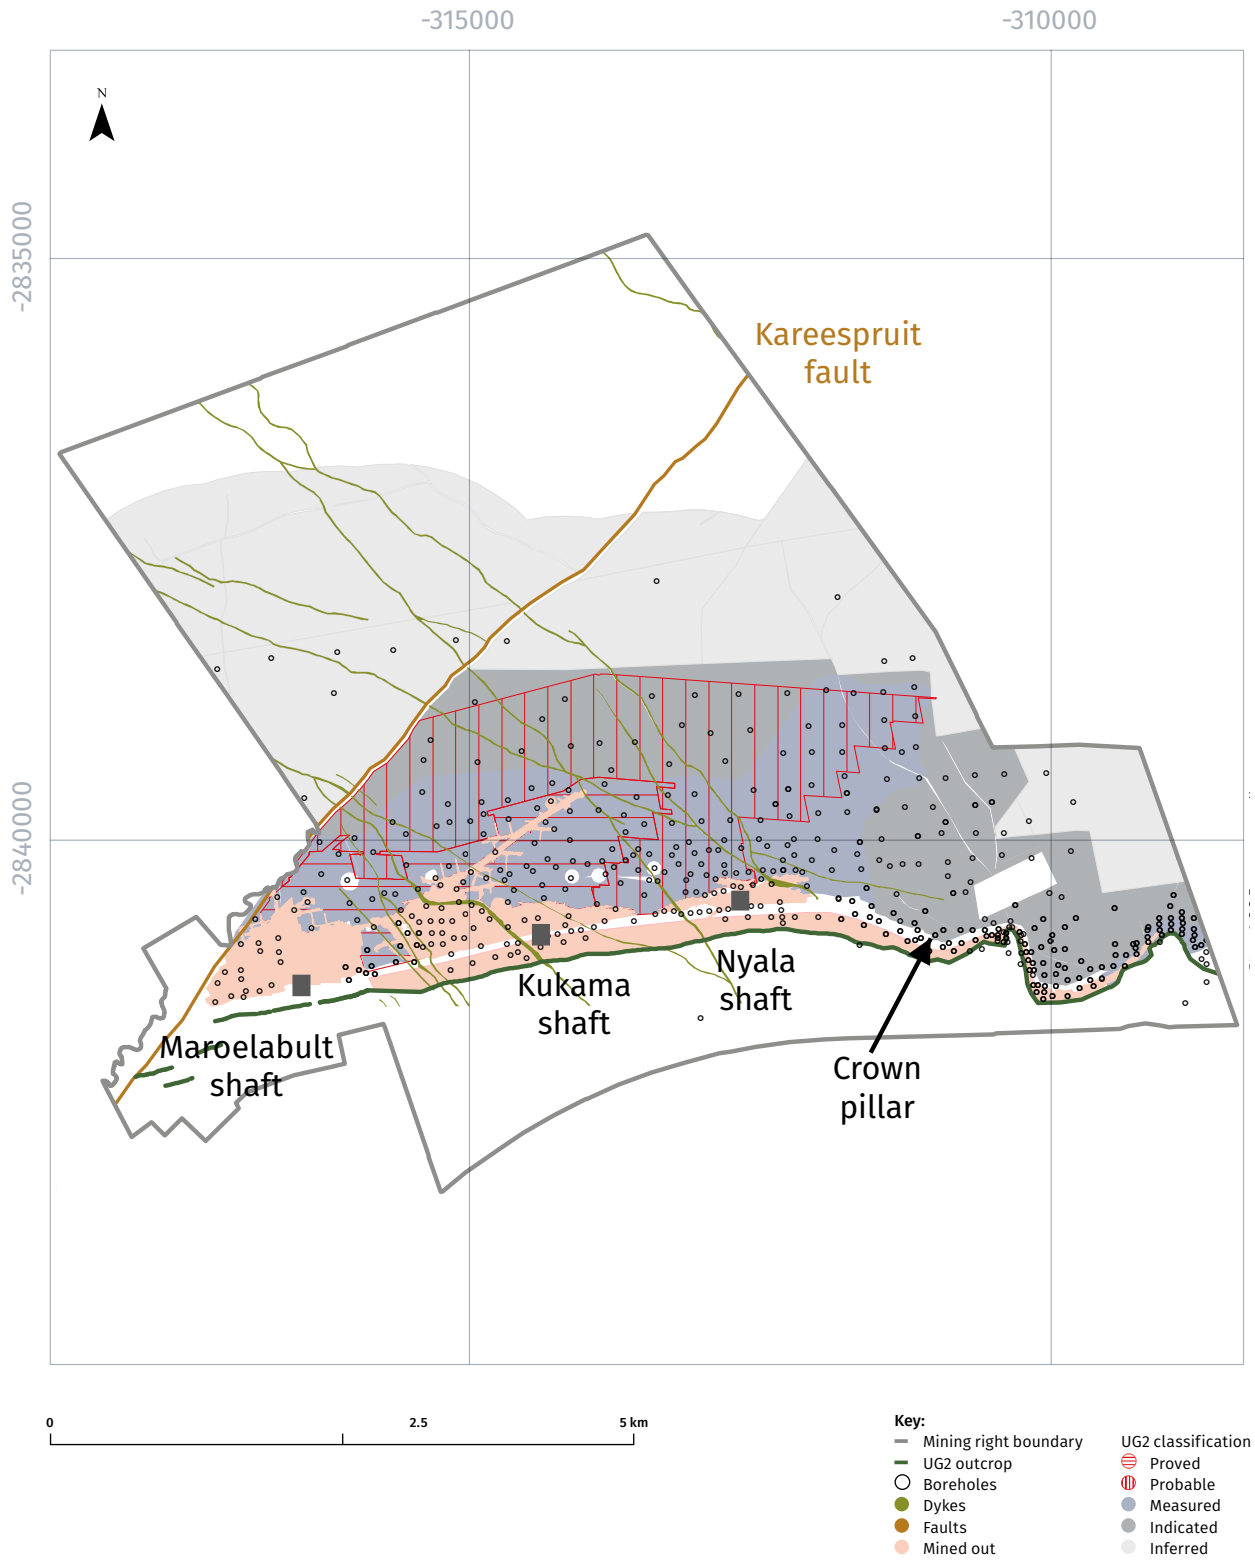 -315000
-310000
N
-2835000
Kareespruit
fault
-2840000
Nyala
shaft
Kukama
shaft
Maroelabult
shaft
Crown
pillar
0
2.5
5 km
Key:
Mining right boundary
UG2 outcrop
Boreholes
Dykes
Faults
Mined out
UG2 classification
Proved
Probable
Measured
Indicated
Inferred